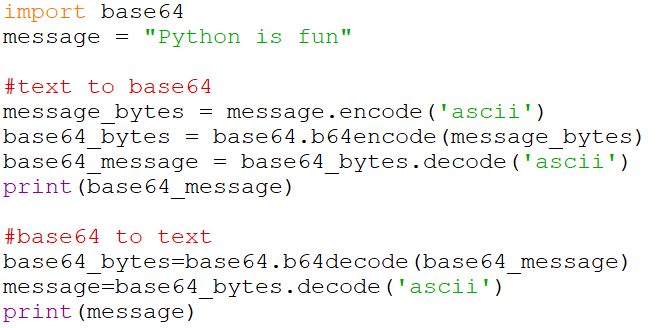 import base64
message = "Python is fun"
#text to base64
message_bytes = message.encode('ascii')
base64_bytes = base64.b64encode(message_bytes)
base64_message = base64_bytes.decode('ascii')
print(base64_message)
#base64 to text
base64_bytes=base64.b64decode(base64_message)
message=base64_bytes.decode('ascii')
print(message)